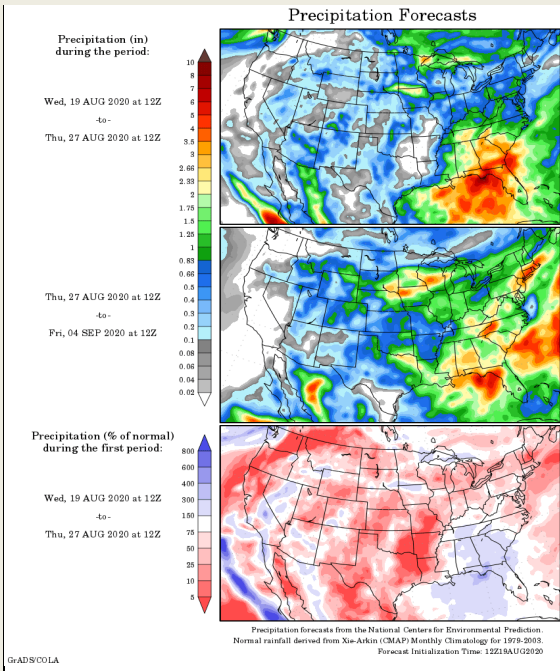 Precipitation Forecasts
Precipitation (in)
during the period:
Wed, 19 AUG 2020 at 12Z
-to-
Thu, 27 AUG 2020 at 12Z
10
8
7
6
5
4
3.5
3
2.66
2.33
2
1.75
1.5
1.25
1
0.83
0.66
0.5
0.4
0.3
0.2
0.1
0.08
0.06
0.04
0.02
Thu, 27 AUG 2020 at 12Z
-to-
Fri, 04 SEP 2020 at 12Z
Precipitation (% of normal)
during the first period:
Wed, 19 AUG 2020 at 12Z
-to-
Thu, 27 AUG 2020 at 12Z
800
600
400
300
150
75
50
25
10
5
Precipitation forecasts from the National Centers for Environmental Prediction.
Normal rainfall derived from Xie-Arkin (CMAP) Monthly Climatology for 1979-2003.
Forecast Initialization Time: 12Z19AUG2020
GrADS/COLA